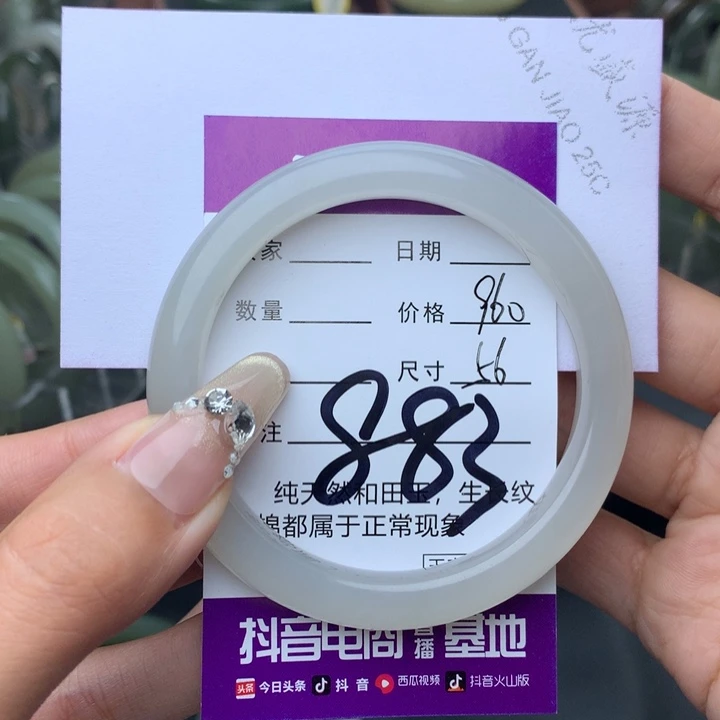 GAN JIAO 25C
家 日期
数量 价格 960
尺寸 56
注 883
纯天然和田玉，生长纹
棉都属于正常现象
抖音电商直播基地
头条 今日头条 抖音 西瓜视频 抖音火山版